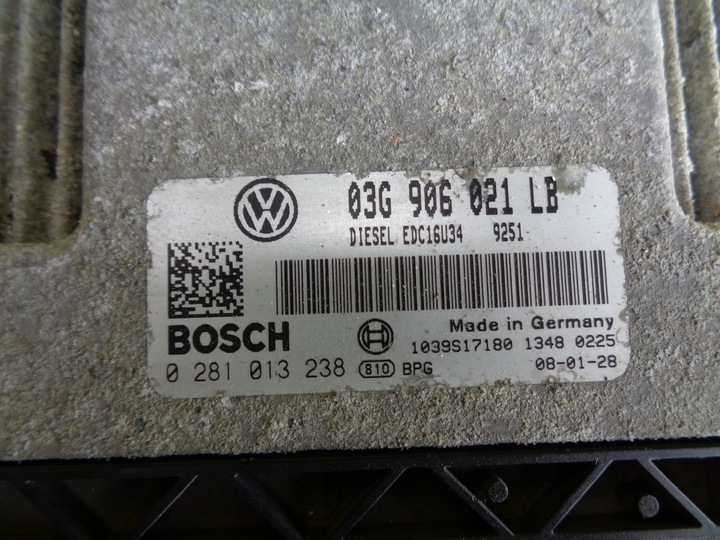 03G 906 021 LB
DIESEL EDC16U34 9251
BOSCH
Made in Germany
1039S17180 1348 0225
0 281 013 238 810 BPG 08-01-28